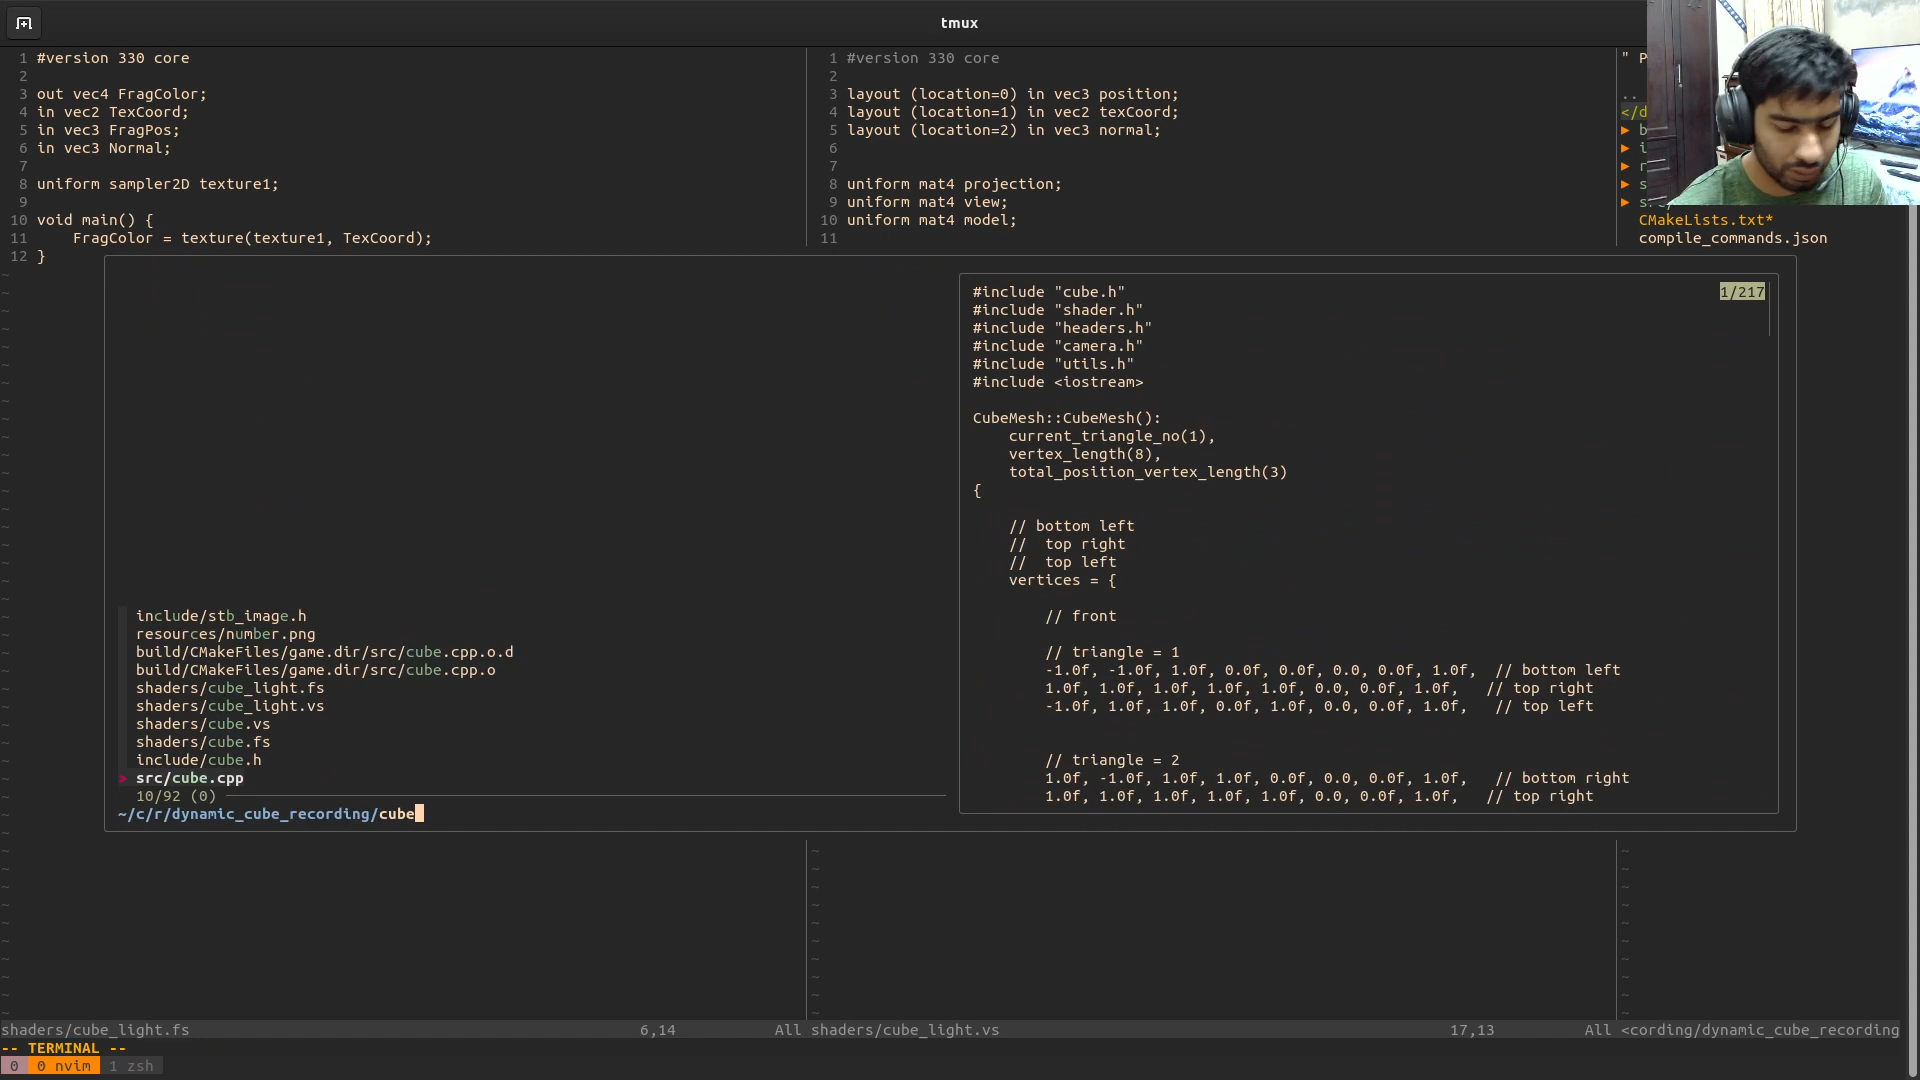 tmux
1 #version 330 core
2
3 out vec4 FragColor;
4 in vec2 TexCoord;
5 in vec3 FragPos;
6 in vec3 Normal;
7
8 uniform sampler2D texture1;
9
10 void main() {
11     FragColor = texture(texture1, TexCoord);
12 }
1 #version 330 core
2
3 layout (location=0) in vec3 position;
4 layout (location=1) in vec2 texCoord;
5 layout (location=2) in vec3 normal;
6
7
8 uniform mat4 projection;
9 uniform mat4 view;
10 uniform mat4 model;
11
" P
..
</d
▸ b
▸ i
▸ r
▸ s
CMakeLists.txt*
compile_commands.json
include/stb_image.h
resources/number.png
build/CMakeFiles/game.dir/src/cube.cpp.o.d
build/CMakeFiles/game.dir/src/cube.cpp.o
shaders/cube_light.fs
shaders/cube_light.vs
shaders/cube.vs
shaders/cube.fs
include/cube.h
> src/cube.cpp
10/92 (0)
~/c/r/dynamic_cube_recording/cube
#include "cube.h" 1/217
#include "shader.h"
#include "headers.h"
#include "camera.h"
#include "utils.h"
#include <iostream>
CubeMesh::CubeMesh():
    current_triangle_no(1),
    vertex_length(8),
    total_position_vertex_length(3)
{
    // bottom left
    //  top right
    //  top left
    vertices = {
        // front
        // triangle = 1
        -1.0f, -1.0f, 1.0f, 0.0f, 0.0f, 0.0, 0.0f, 1.0f,  // bottom left
        1.0f, 1.0f, 1.0f, 1.0f, 1.0f, 0.0, 0.0f, 1.0f,   // top right
        -1.0f, 1.0f, 1.0f, 0.0f, 1.0f, 0.0, 0.0f, 1.0f,   // top left
        // triangle = 2
        1.0f, -1.0f, 1.0f, 1.0f, 0.0f, 0.0, 0.0f, 1.0f,   // bottom right
        1.0f, 1.0f, 1.0f, 1.0f, 1.0f, 0.0, 0.0f, 1.0f,   // top right
shaders/cube_light.fs 6,14 All shaders/cube_light.vs 17,13 All <cording/dynamic_cube_recording
-- TERMINAL --
0 0 nvim 1 zsh